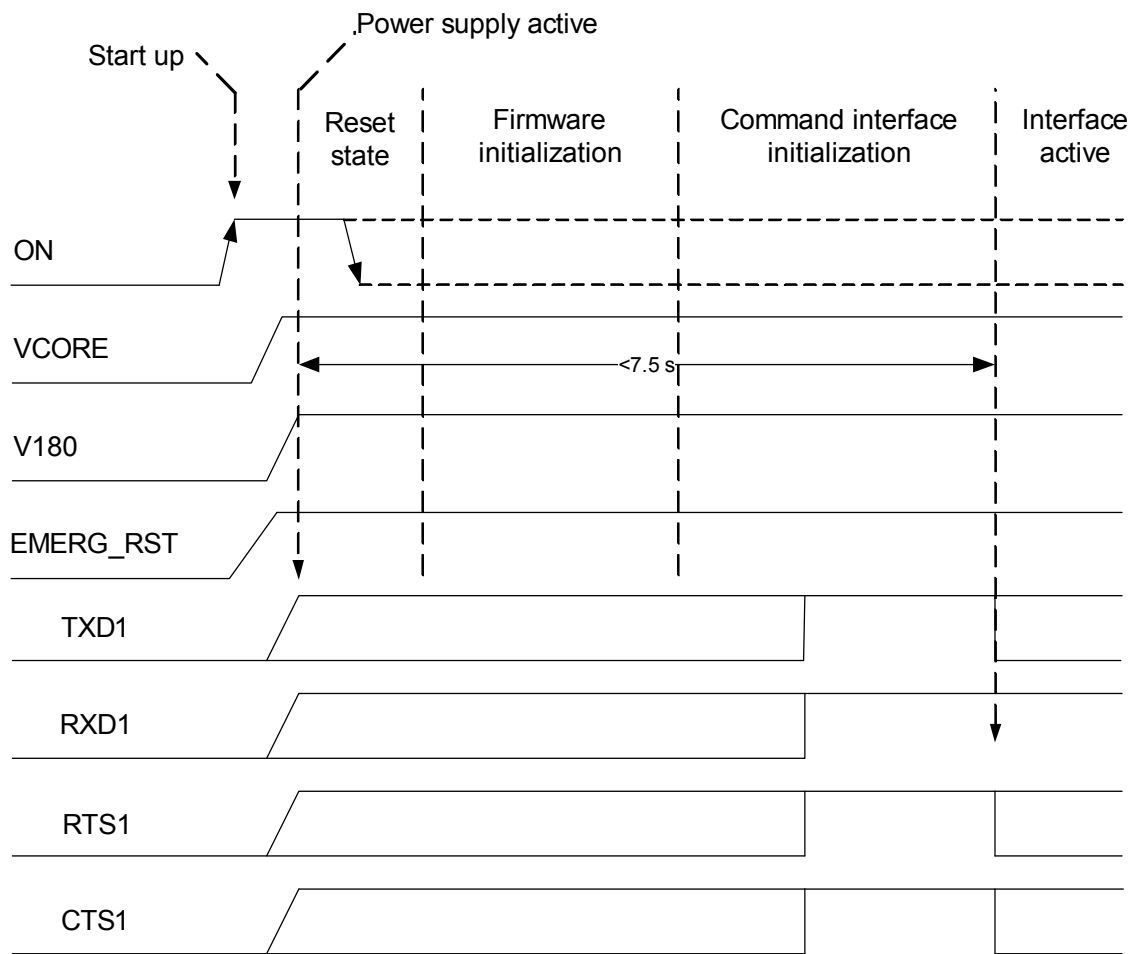 Power supply active
Start up
Reset
state
Firmware
initialization
Command interface
initialization
Interface
active
ON
VCORE
<7.5 s
V180
EMERG_RST
TXD1
RXD1
RTS1
CTS1